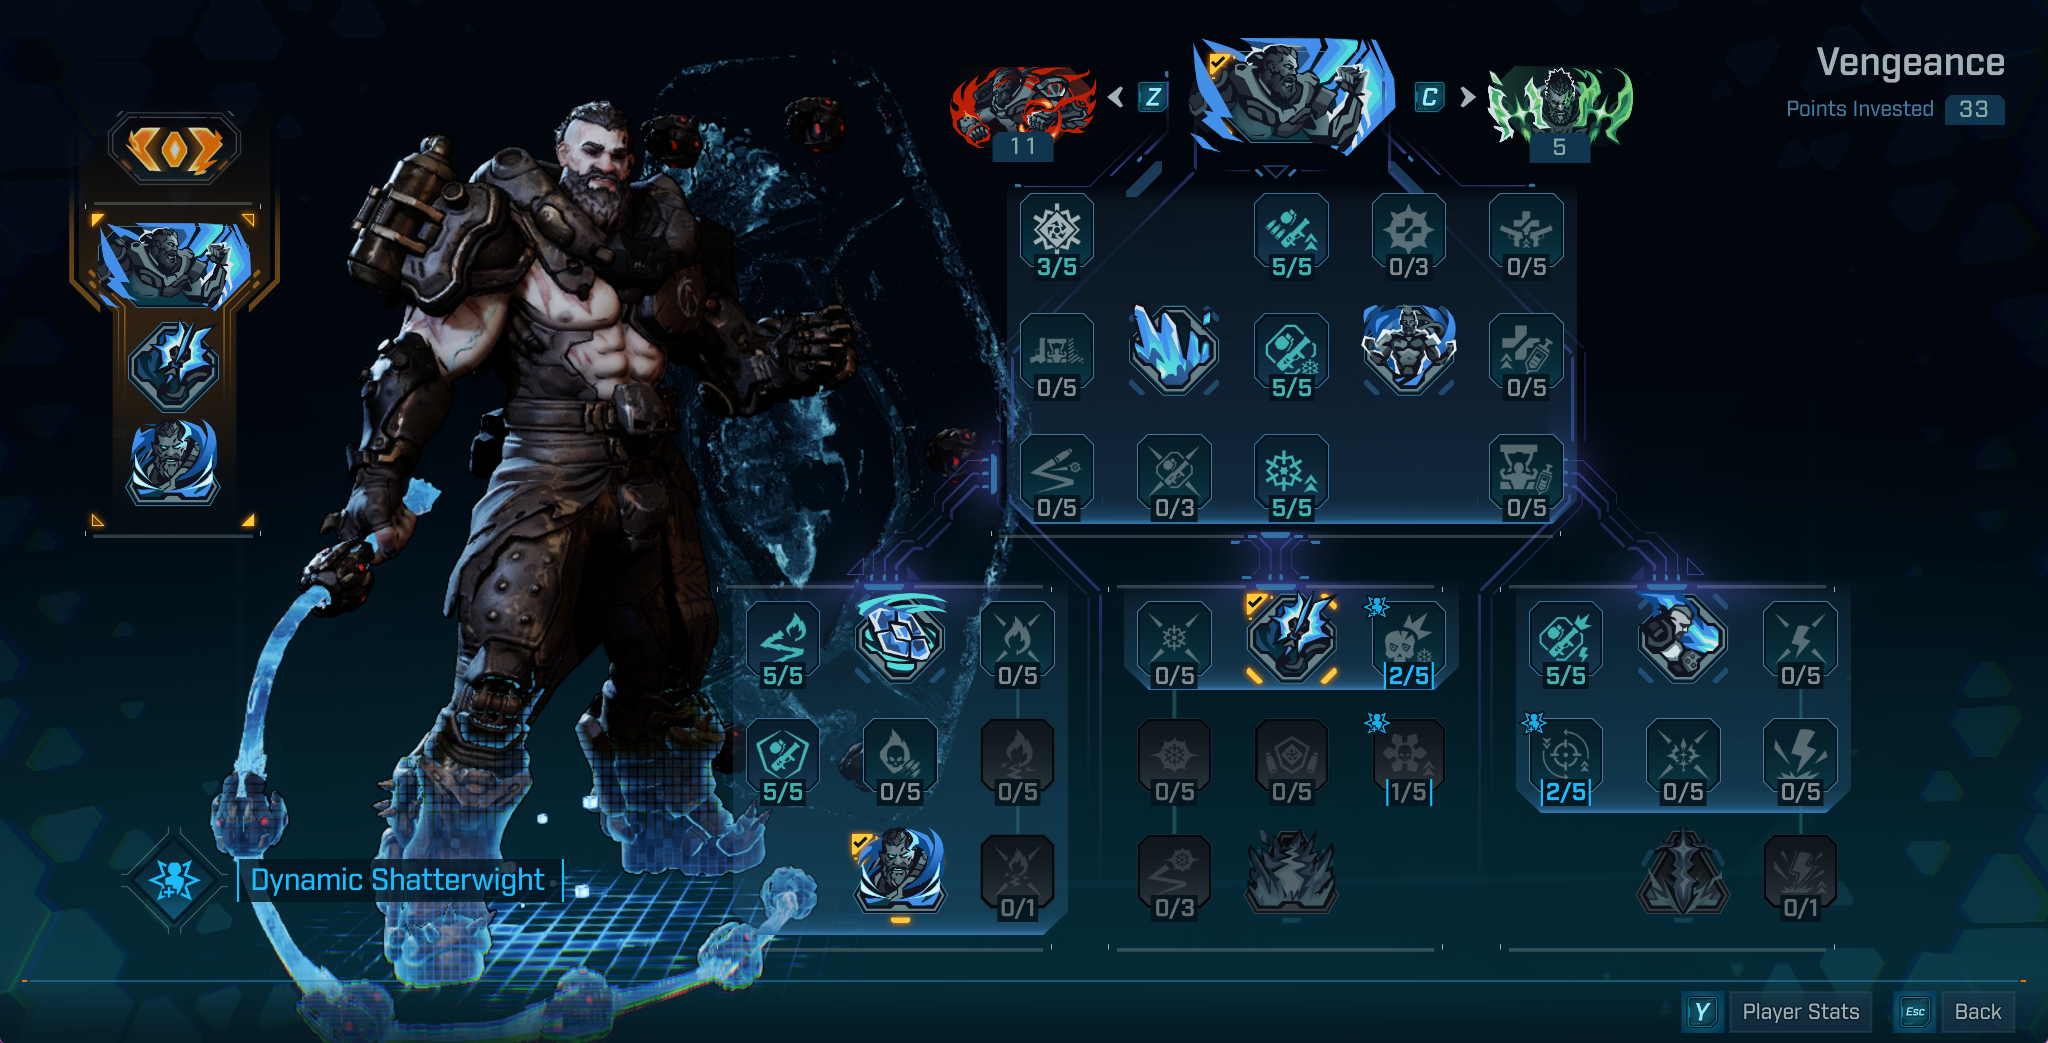 Vengeance
Points Invested 33
Z
C
11
5
3/5 5/5 0/3 0/5
0/5 5/5 0/5
0/5 0/3 5/5 0/5
5/5 0/5 0/5 2/5 5/5 0/5
5/5 0/5 0/5 0/5 0/5 1/5 2/5 0/5 0/5
0/1 0/3 0/1
Dynamic Shatterwight
Y Player Stats Esc Back